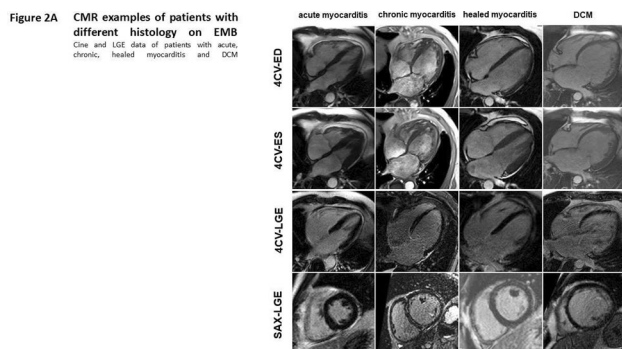 Figure 2A
CMR examples of patients with
different histology on EMB
Cine and LGE data of patients with acute,
chronic, healed myocarditis and DCM
acute myocarditis chronic myocarditis healed myocarditis DCM
4CV-ED
4CV-ES
4CV-LGE
SAX-LGE